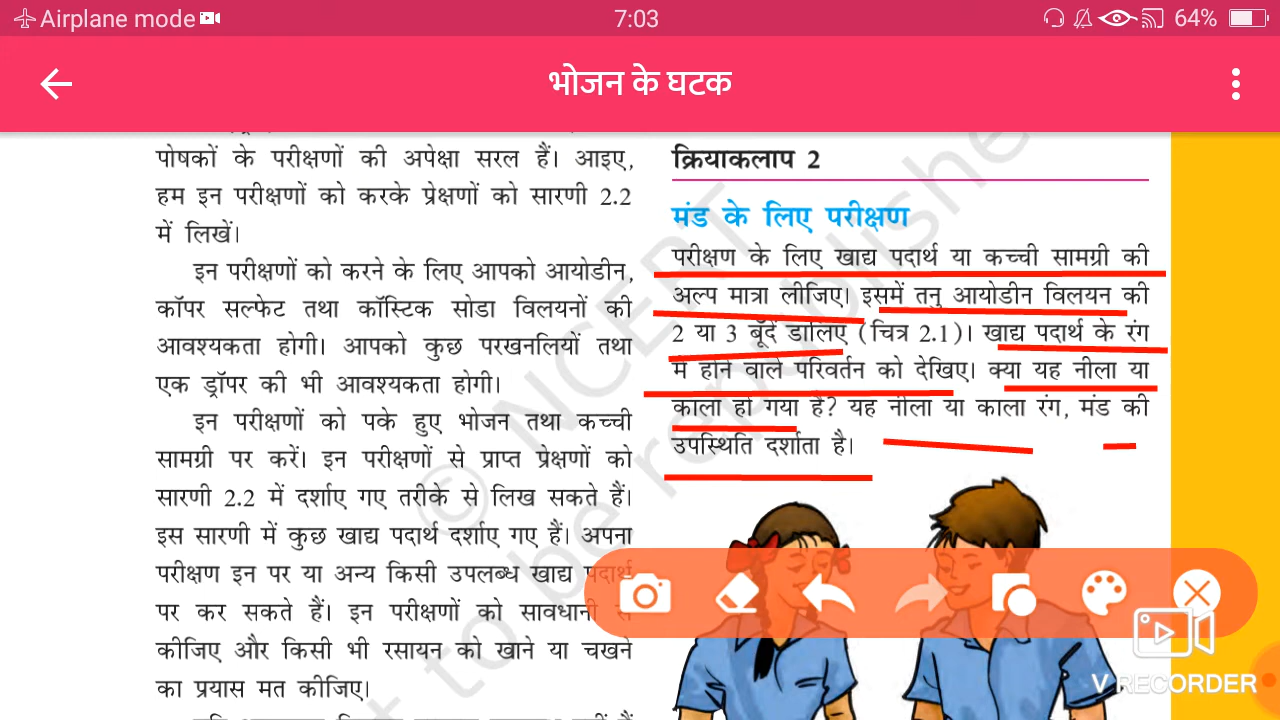 Airplane mode
7:03
64%
भोजन के घटक
पोषकों के परीक्षणों की अपेक्षा सरल हैं। आइए,
हम इन परीक्षणों को करके प्रेक्षणों को सारणी 2.2
में लिखें।
इन परीक्षणों को करने के लिए आपको आयोडीन,
कॉपर सल्फेट तथा कॉस्टिक सोडा विलयनों की
आवश्यकता होगी। आपको कुछ परखनलियों तथा
एक ड्रॉपर की भी आवश्यकता होगी।
इन परीक्षणों को पके हुए भोजन तथा कच्ची
सामग्री पर करें। इन परीक्षणों से प्राप्त प्रेक्षणों को
सारणी 2.2 में दर्शाए गए तरीके से लिख सकते हैं।
इस सारणी में कुछ खाद्य पदार्थ दर्शाए गए हैं। अपना
परीक्षण इन पर या अन्य किसी उपलब्ध खाद्य पदार्थ
पर कर सकते हैं। इन परीक्षणों को सावधानी से
कीजिए और किसी भी रसायन को खाने या चखने
का प्रयास मत कीजिए।
क्रियाकलाप 2
मंड के लिए परीक्षण
परीक्षण के लिए खाद्य पदार्थ या कच्ची सामग्री की
अल्प मात्रा लीजिए। इसमें तनु आयोडीन विलयन की
2 या 3 बूँदें डालिए (चित्र 2.1)। खाद्य पदार्थ के रंग
में होने वाले परिवर्तन को देखिए। क्या यह नीला या
काला हो गया है? यह नीला या काला रंग, मंड की
उपस्थिति दर्शाता है।
© NCERT
not to be republished
V RECORDER